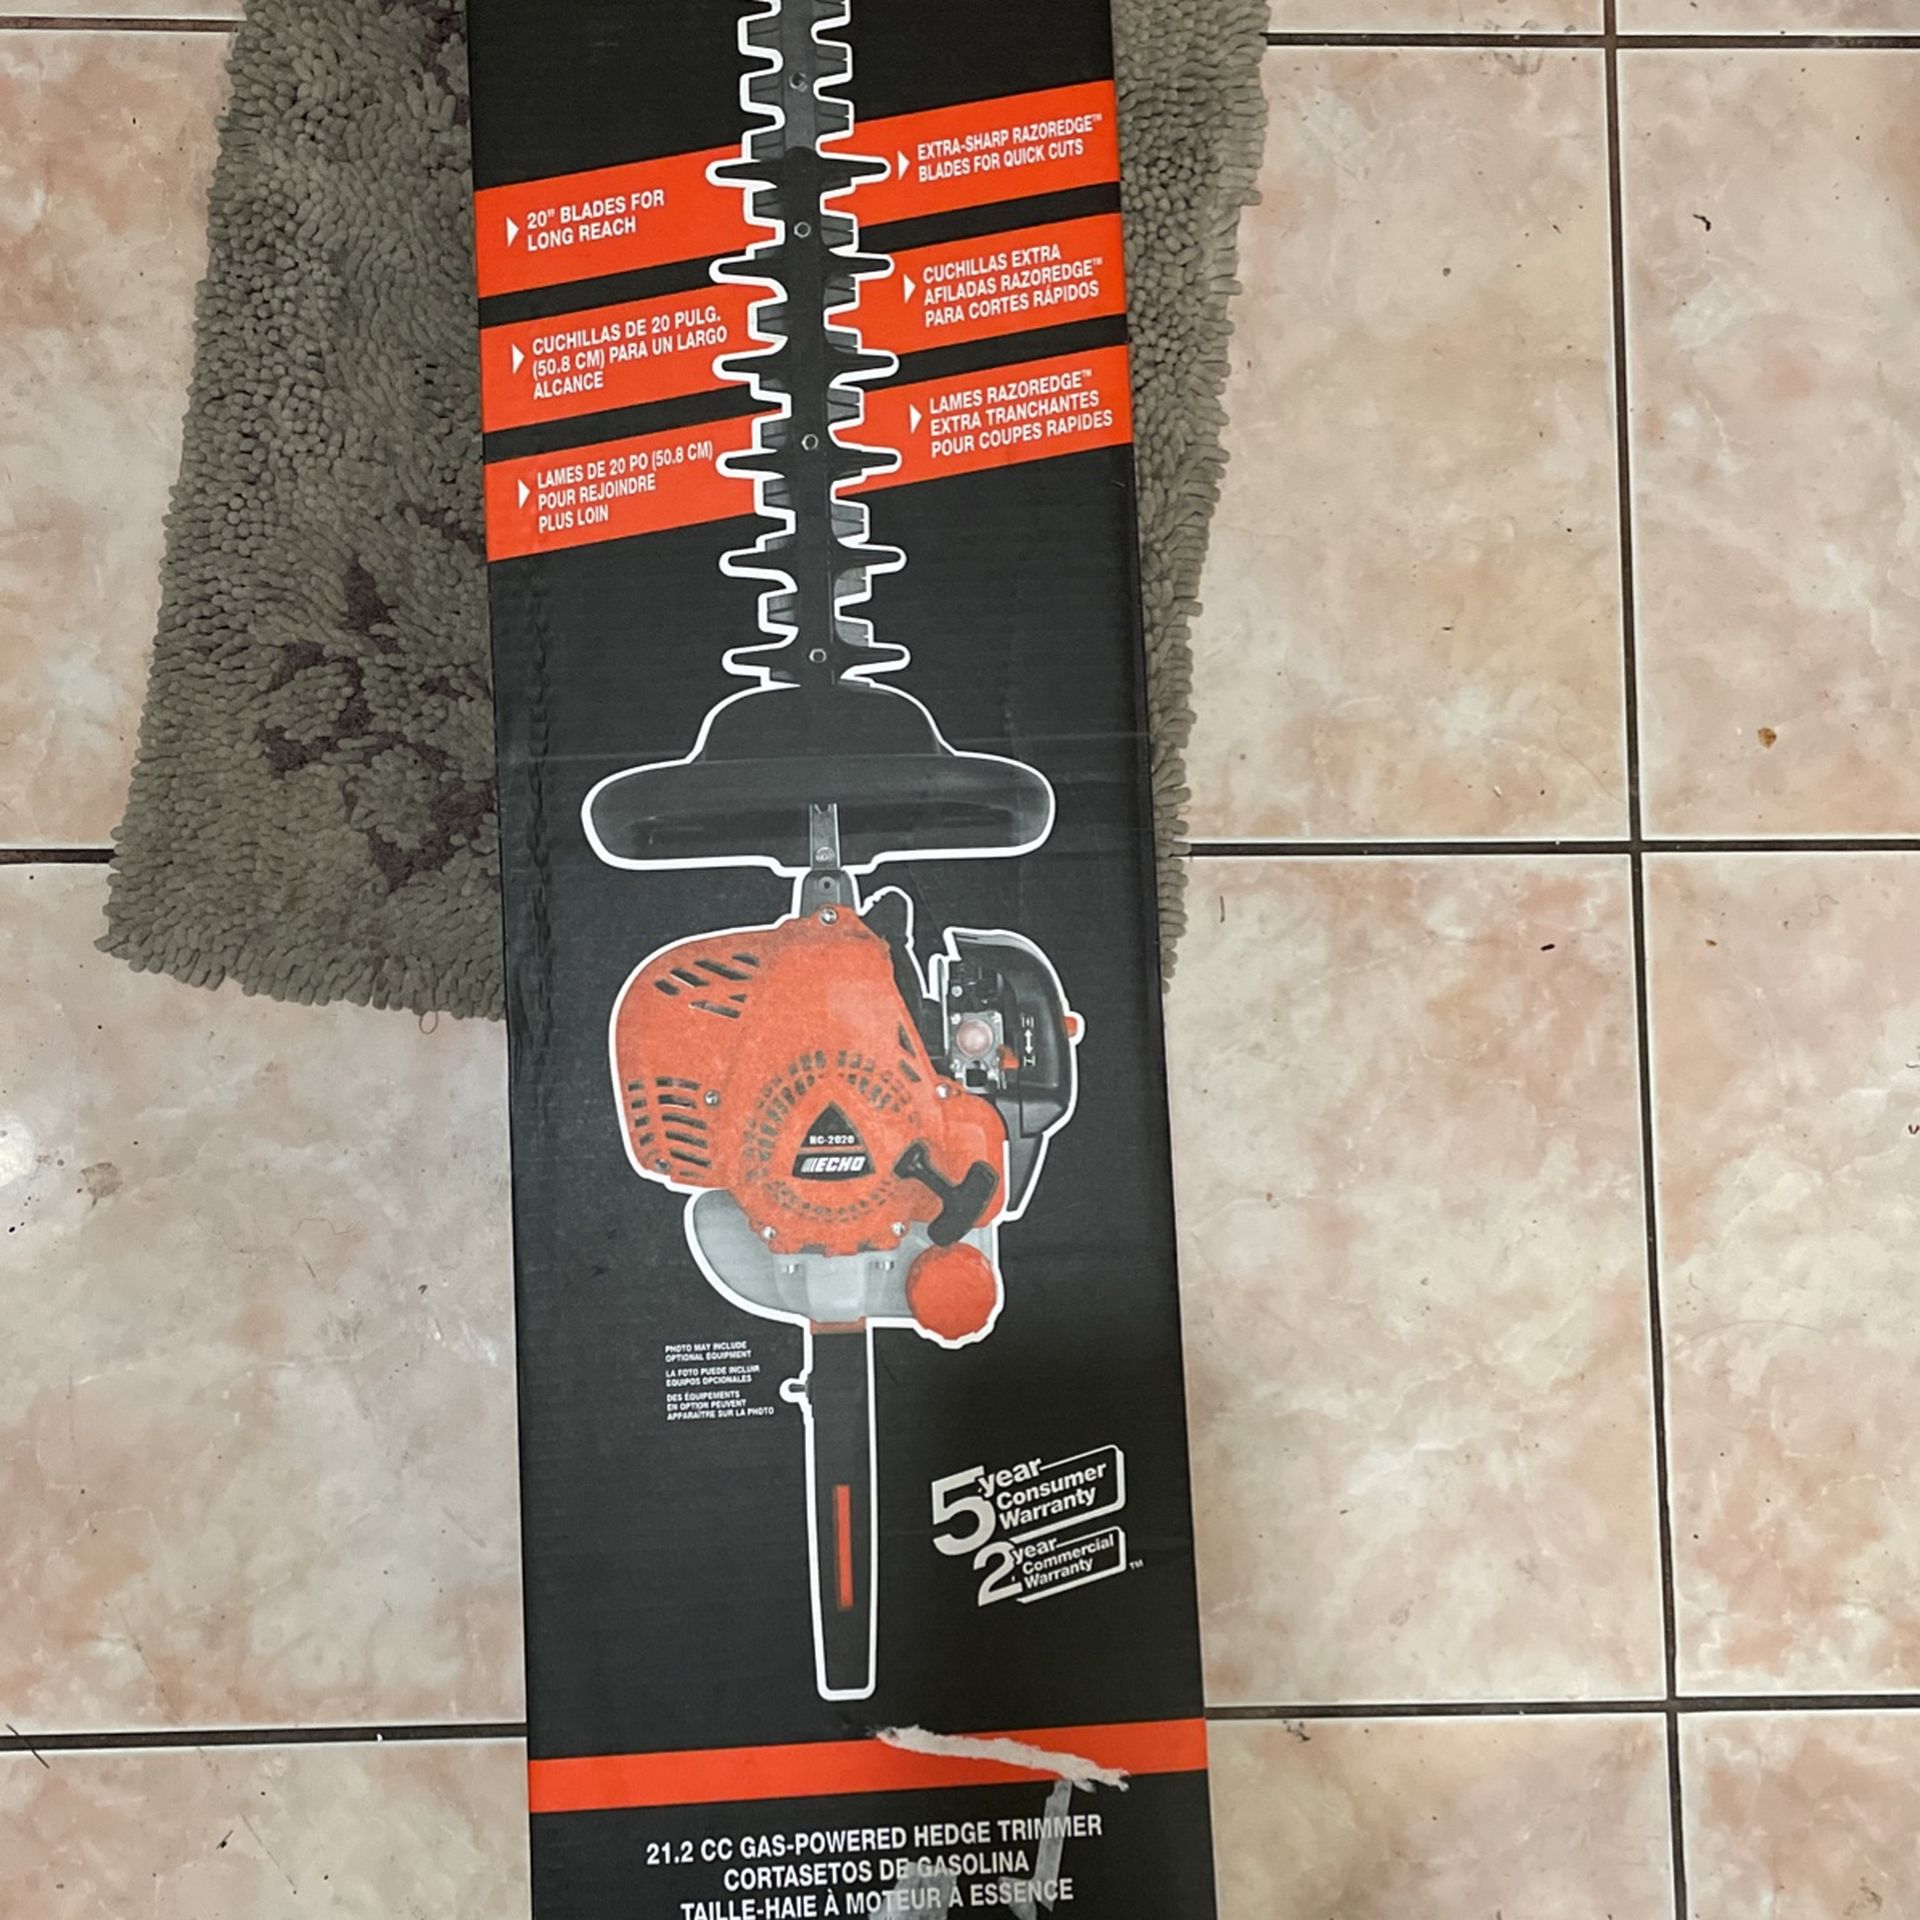 20" BLADES FOR
LONG REACH
EXTRA-SHARP RAZOREDGE™
BLADES FOR QUICK CUTS
CUCHILLAS DE 20 PULG.
(50.8 CM) PARA UN LARGO
ALCANCE
CUCHILLAS EXTRA
AFILADAS RAZOREDGE™
PARA CORTES RÁPIDOS
LAMES DE 20 PO (50.8 CM)
POUR REJOINDRE
PLUS LOIN
LAMES RAZOREDGE™
EXTRA TRANCHANTES
POUR COUPES RAPIDES
HC-2020
ECHO
PHOTO MAY INCLUDE
OPTIONAL EQUIPMENT
LA FOTO PUEDE INCLUIR
EQUIPOS OPCIONALES
DES ÉQUIPEMENTS
EN OPTION PEUVENT
APPARAÎTRE SUR LA PHOTO
5 year
Consumer
Warranty
2 year
Commercial
Warranty ™
21.2 CC GAS-POWERED HEDGE TRIMMER
CORTASETOS DE GASOLINA
TAILLE-HAIE À MOTEUR À ESSENCE